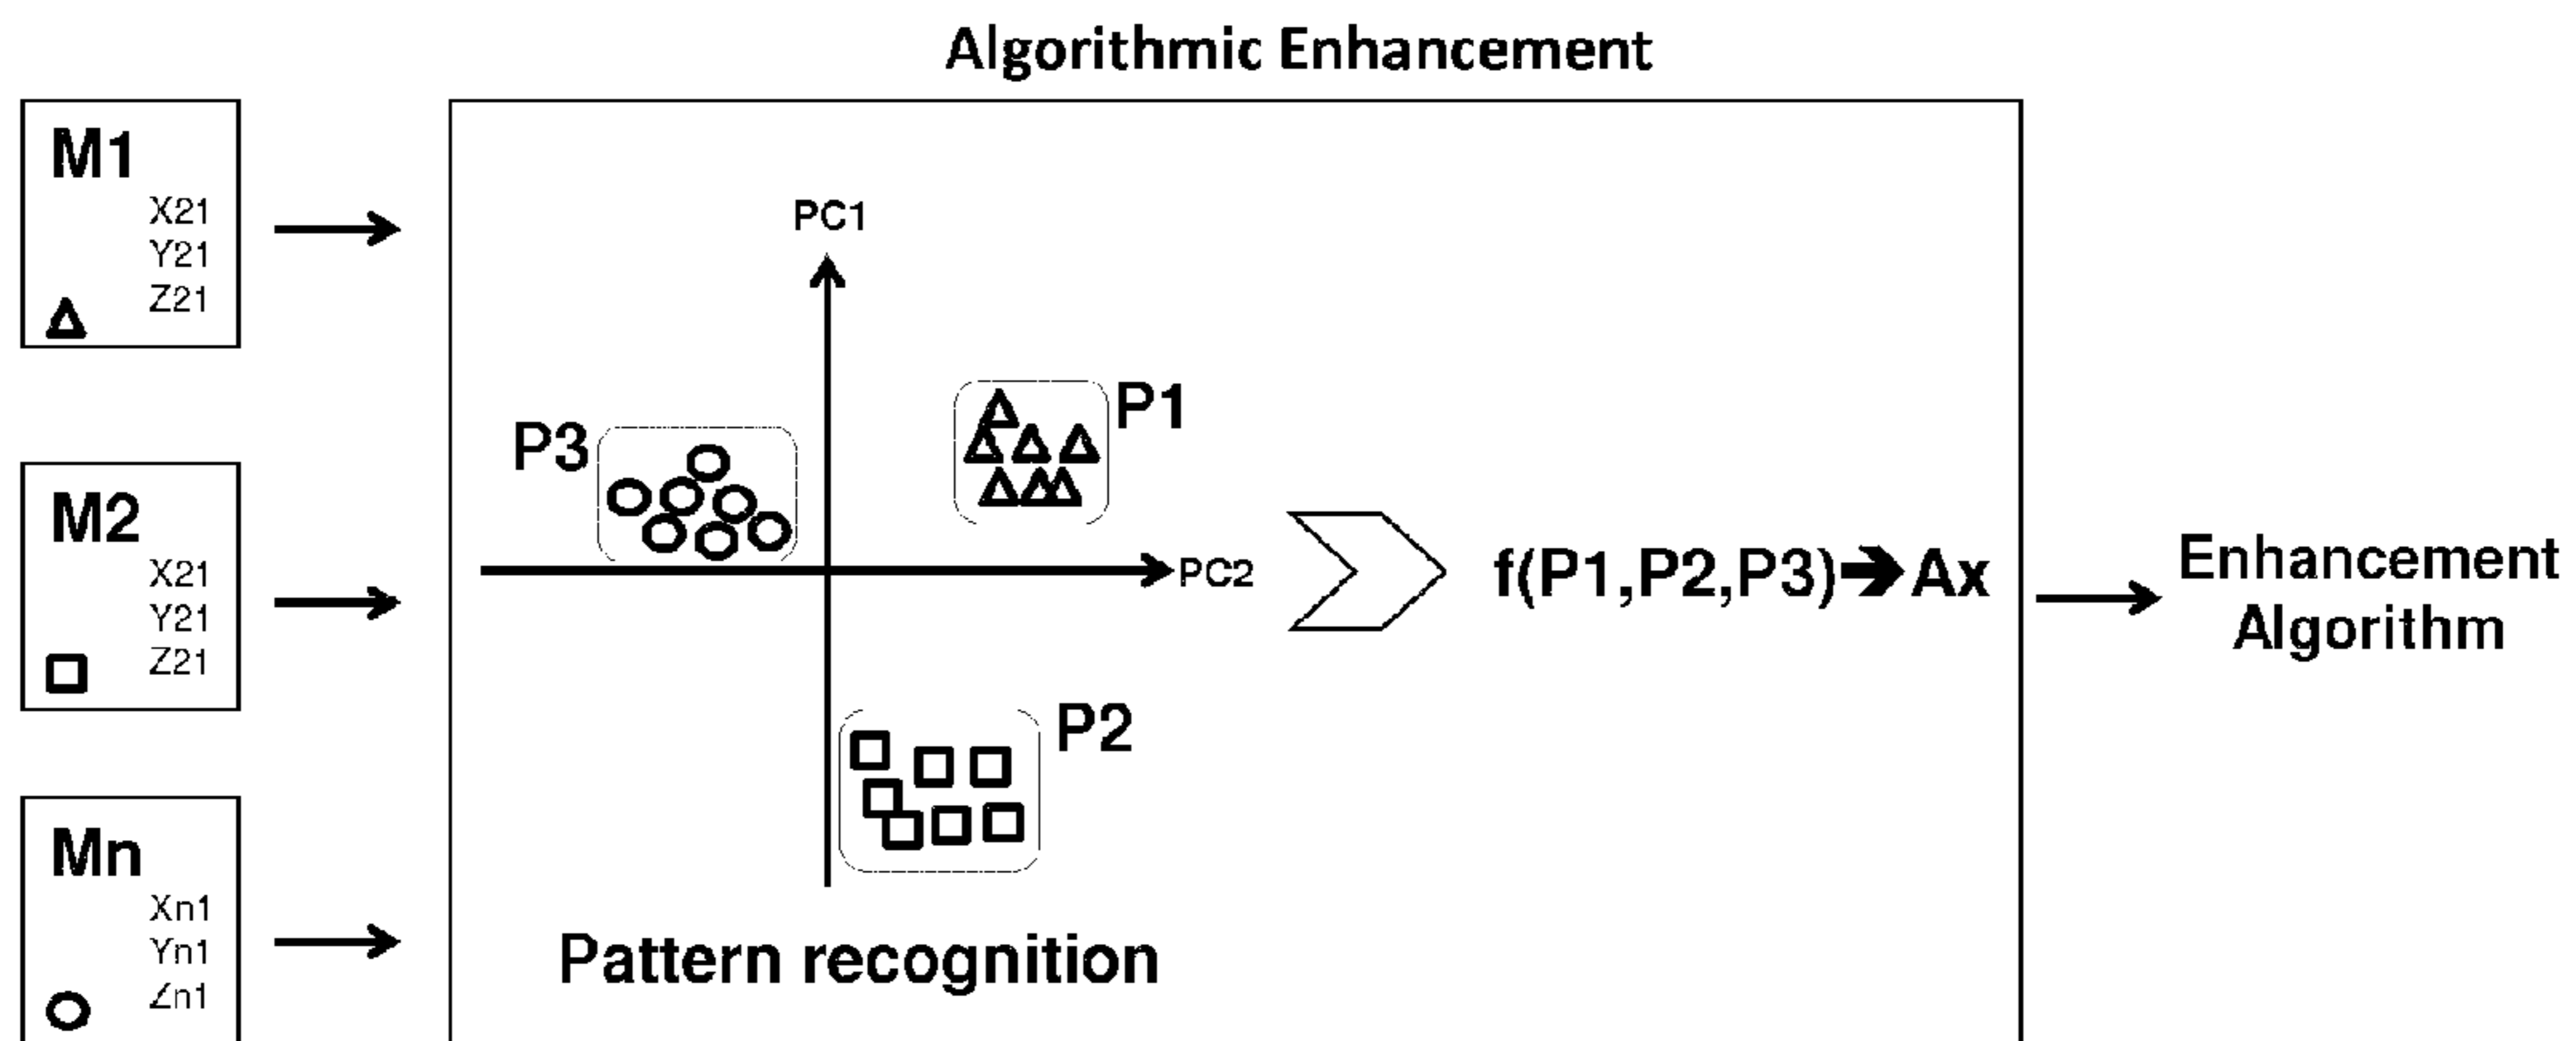 Algorithmic Enhancement
M1
X21
Y21
Z21
M2
X21
Y21
Z21
Mn
Xn1
Yn1
Zn1
PC1
P3
P1
PC2
P2
Pattern recognition
f(P1,P2,P3)➔Ax
Enhancement
Algorithm